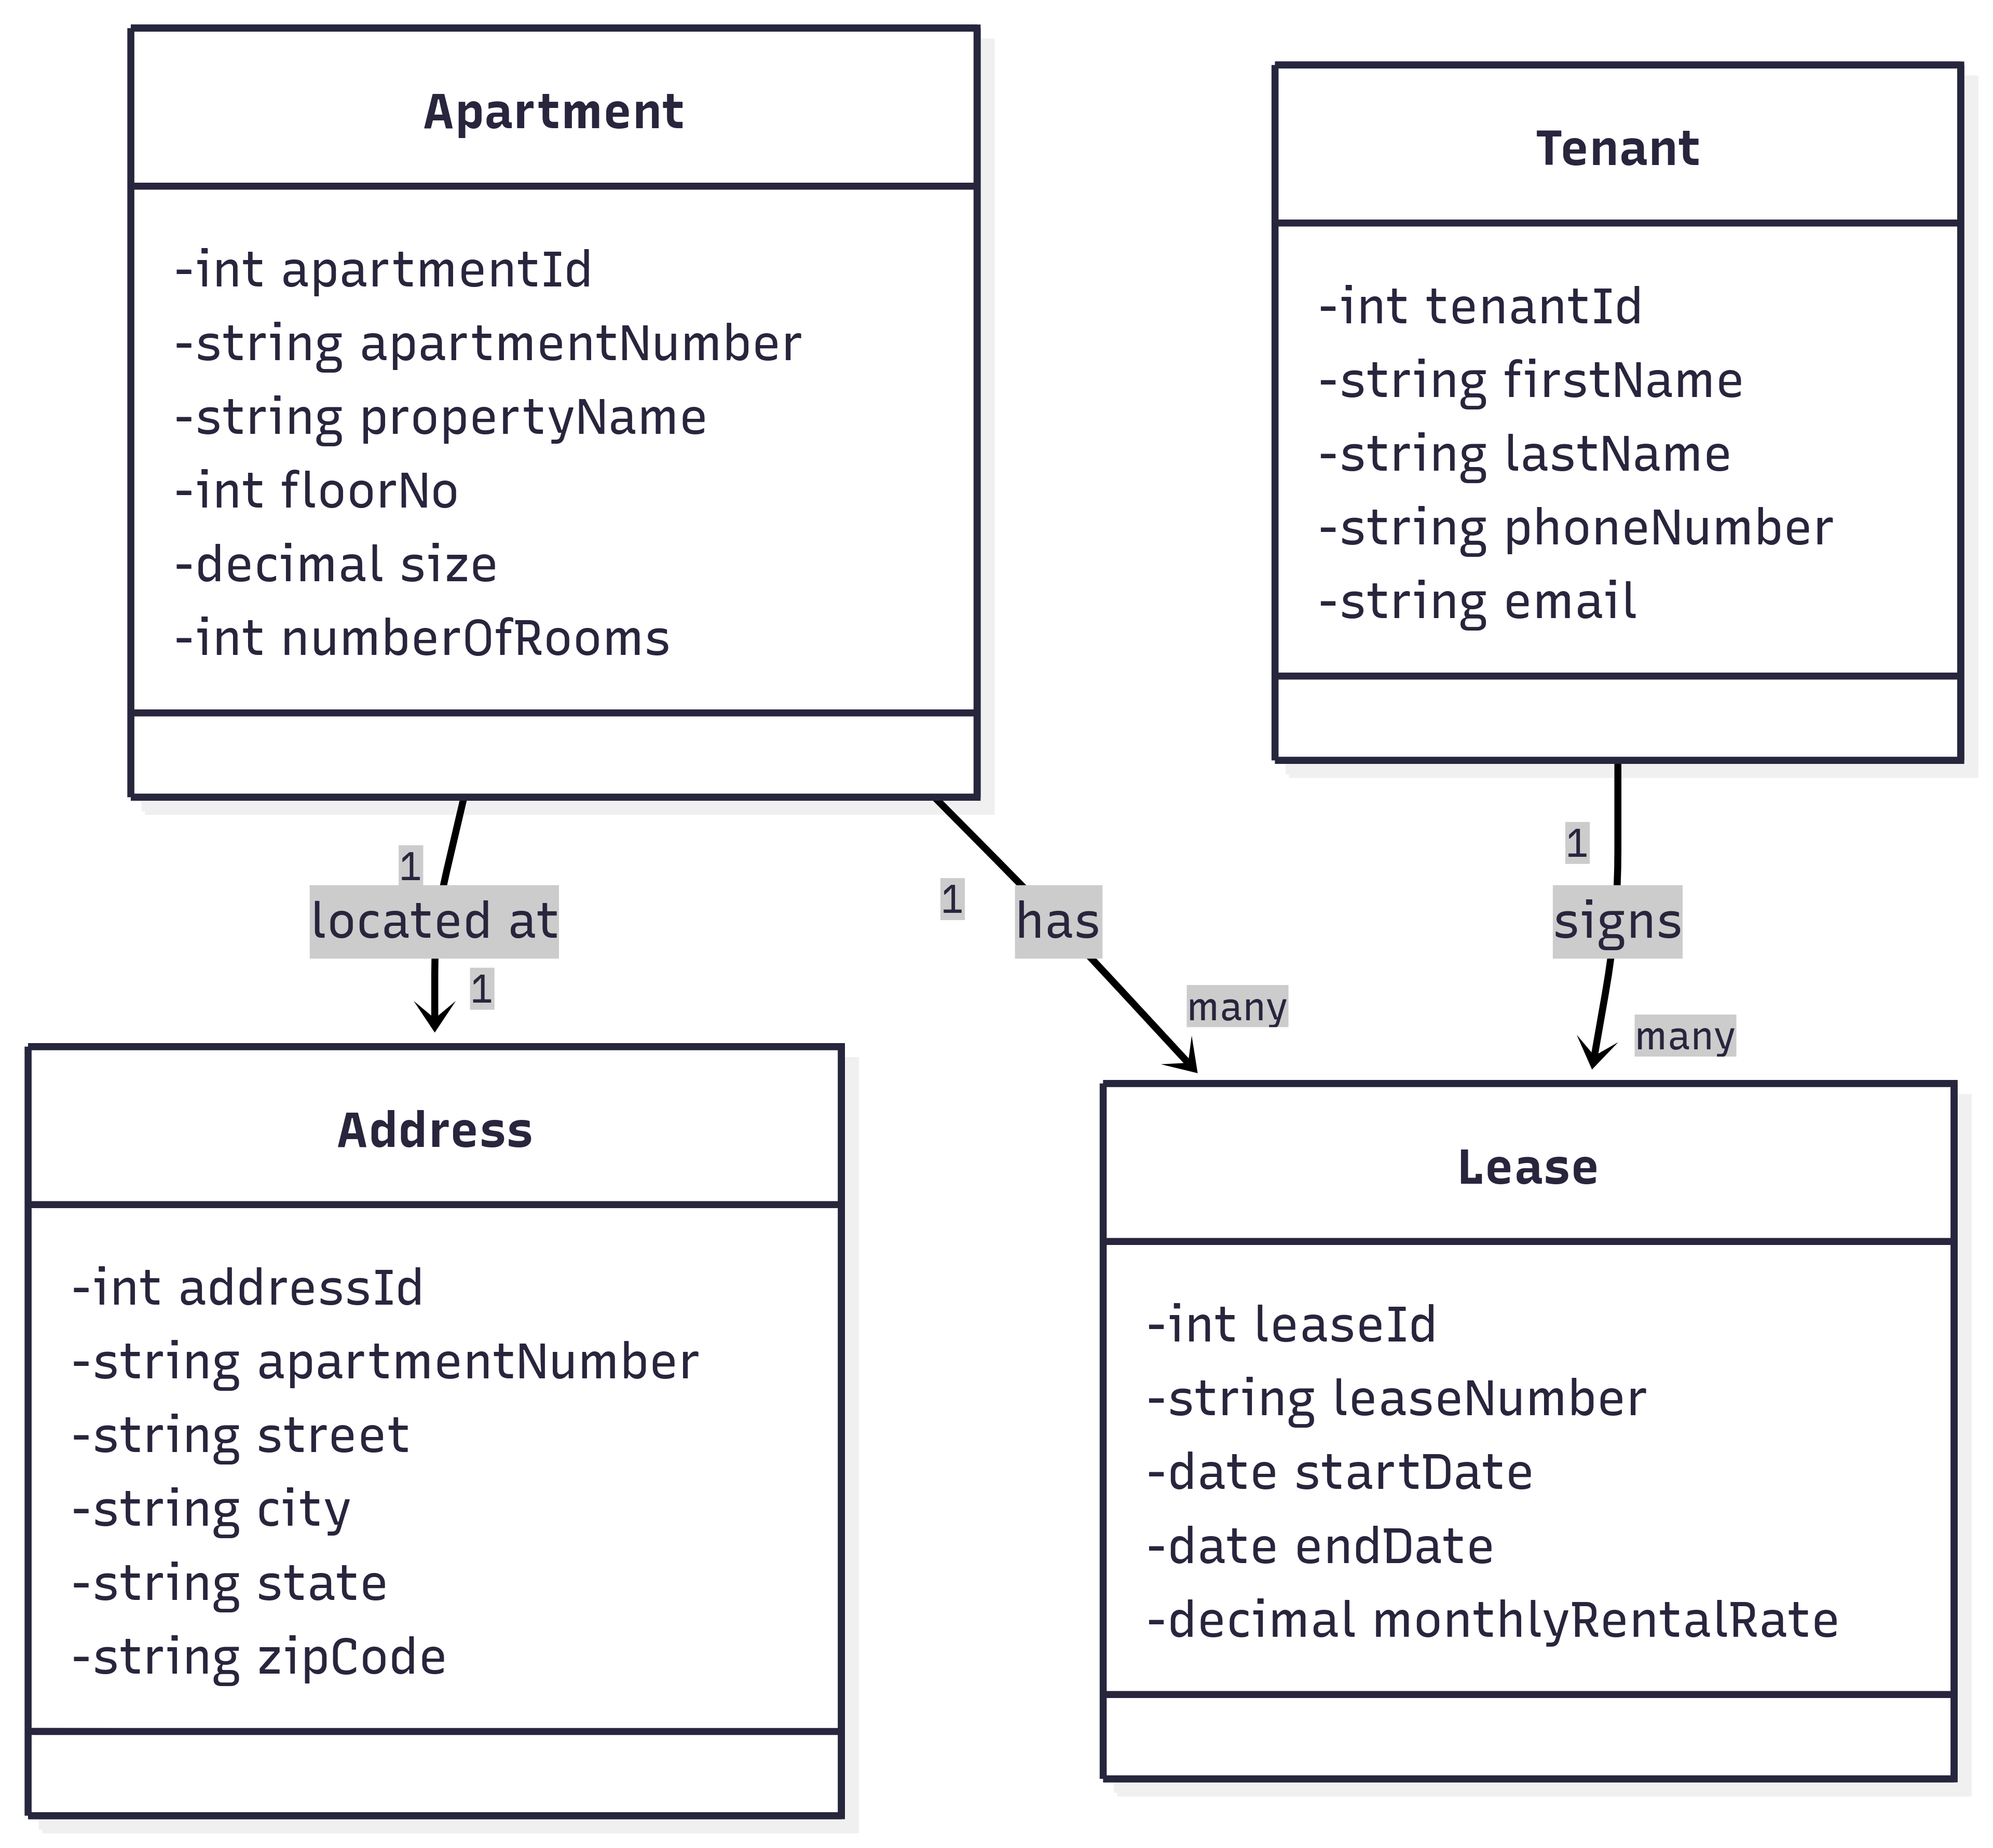 Apartment
-int apartmentId
-string apartmentNumber
-string propertyName
-int floorNo
-decimal size
-int numberOfRooms
Tenant
-int tenantId
-string firstName
-string lastName
-string phoneNumber
-string email
1
located at
1
1
has
many
1
signs
many
Address
-int addressId
-string apartmentNumber
-string street
-string city
-string state
-string zipCode
Lease
-int leaseId
-string leaseNumber
-date startDate
-date endDate
-decimal monthlyRentalRate